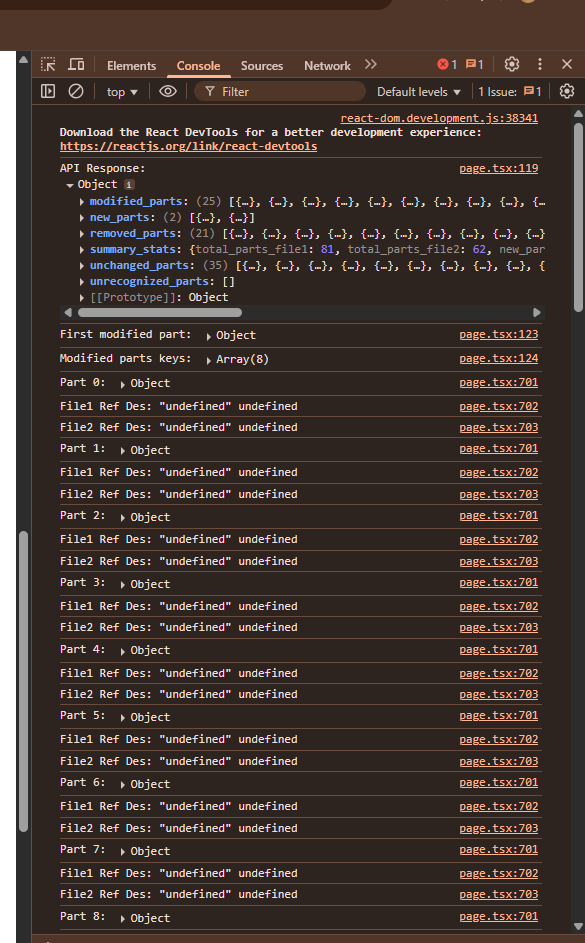 Elements Console Sources Network 1 1
top Filter Default levels 1 Issue: 1
react-dom.development.js:38341
Download the React DevTools for a better development experience:
https://reactjs.org/link/react-devtools
API Response: page.tsx:119
Object i
modified_parts: (25) [{…}, {…}, {…}, {…}, {…}, {…}, {…}, {…}, {…}, {…
new_parts: (2) [{…}, {…}]
removed_parts: (21) [{…}, {…}, {…}, {…}, {…}, {…}, {…}, {…}, {…}, {…}
summary_stats: {total_parts_file1: 81, total_parts_file2: 62, new_par
unchanged_parts: (35) [{…}, {…}, {…}, {…}, {…}, {…}, {…}, {…}, {…}, {
unrecognized_parts: []
[[Prototype]]: Object
First modified part: Object page.tsx:123
Modified parts keys: Array(8) page.tsx:124
Part 0: Object page.tsx:701
File1 Ref Des: "undefined" undefined page.tsx:702
File2 Ref Des: "undefined" undefined page.tsx:703
Part 1: Object page.tsx:701
File1 Ref Des: "undefined" undefined page.tsx:702
File2 Ref Des: "undefined" undefined page.tsx:703
Part 2: Object page.tsx:701
File1 Ref Des: "undefined" undefined page.tsx:702
File2 Ref Des: "undefined" undefined page.tsx:703
Part 3: Object page.tsx:701
File1 Ref Des: "undefined" undefined page.tsx:702
File2 Ref Des: "undefined" undefined page.tsx:703
Part 4: Object page.tsx:701
File1 Ref Des: "undefined" undefined page.tsx:702
File2 Ref Des: "undefined" undefined page.tsx:703
Part 5: Object page.tsx:701
File1 Ref Des: "undefined" undefined page.tsx:702
File2 Ref Des: "undefined" undefined page.tsx:703
Part 6: Object page.tsx:701
File1 Ref Des: "undefined" undefined page.tsx:702
File2 Ref Des: "undefined" undefined page.tsx:703
Part 7: Object page.tsx:701
File1 Ref Des: "undefined" undefined page.tsx:702
File2 Ref Des: "undefined" undefined page.tsx:703
Part 8: Object page.tsx:701